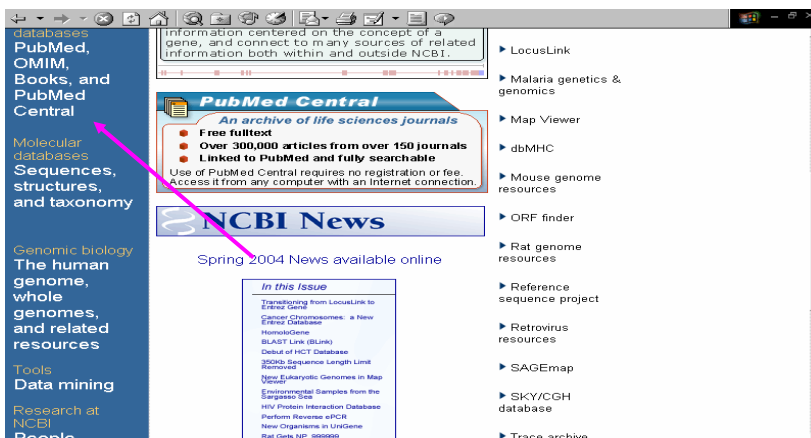 databases
PubMed,
OMIM,
Books, and
PubMed
Central
Molecular
databases
Sequences,
structures,
and taxonomy
Genomic biology
The human
genome,
whole
genomes,
and related
resources
Tools
Data mining
Research at
NCBI
People
information centered on the concept of a
gene, and connect to many sources of related
information both within and outside NCBI.
PubMed Central
An archive of life sciences journals
Free fulltext
Over 300,000 articles from over 150 journals
Linked to PubMed and fully searchable
Use of PubMed Central requires no registration or fee.
Access it from any computer with an Internet connection.
NCBI News
Spring 2004 News available online
In this Issue
Transitioning from LocusLink to
Entrez Gene
Cancer Chromosomes: a New
Entrez Database
HomoloGene
BLAST Link (BLink)
Debut of HCT Database
350Kb Sequence Length Limit
Removed
New Eukaryotic Genomes in Map
Viewer
Environmental Samples from the
Sargasso Sea
HIV Protein Interaction Database
Perform Reverse ePCR
New Organisms in UniGene
Rat Gets NP_999999
LocusLink
Malaria genetics &
genomics
Map Viewer
dbMHC
Mouse genome
resources
ORF finder
Rat genome
resources
Reference
sequence project
Retrovirus
resources
SAGEmap
SKY/CGH
database
Trace archive